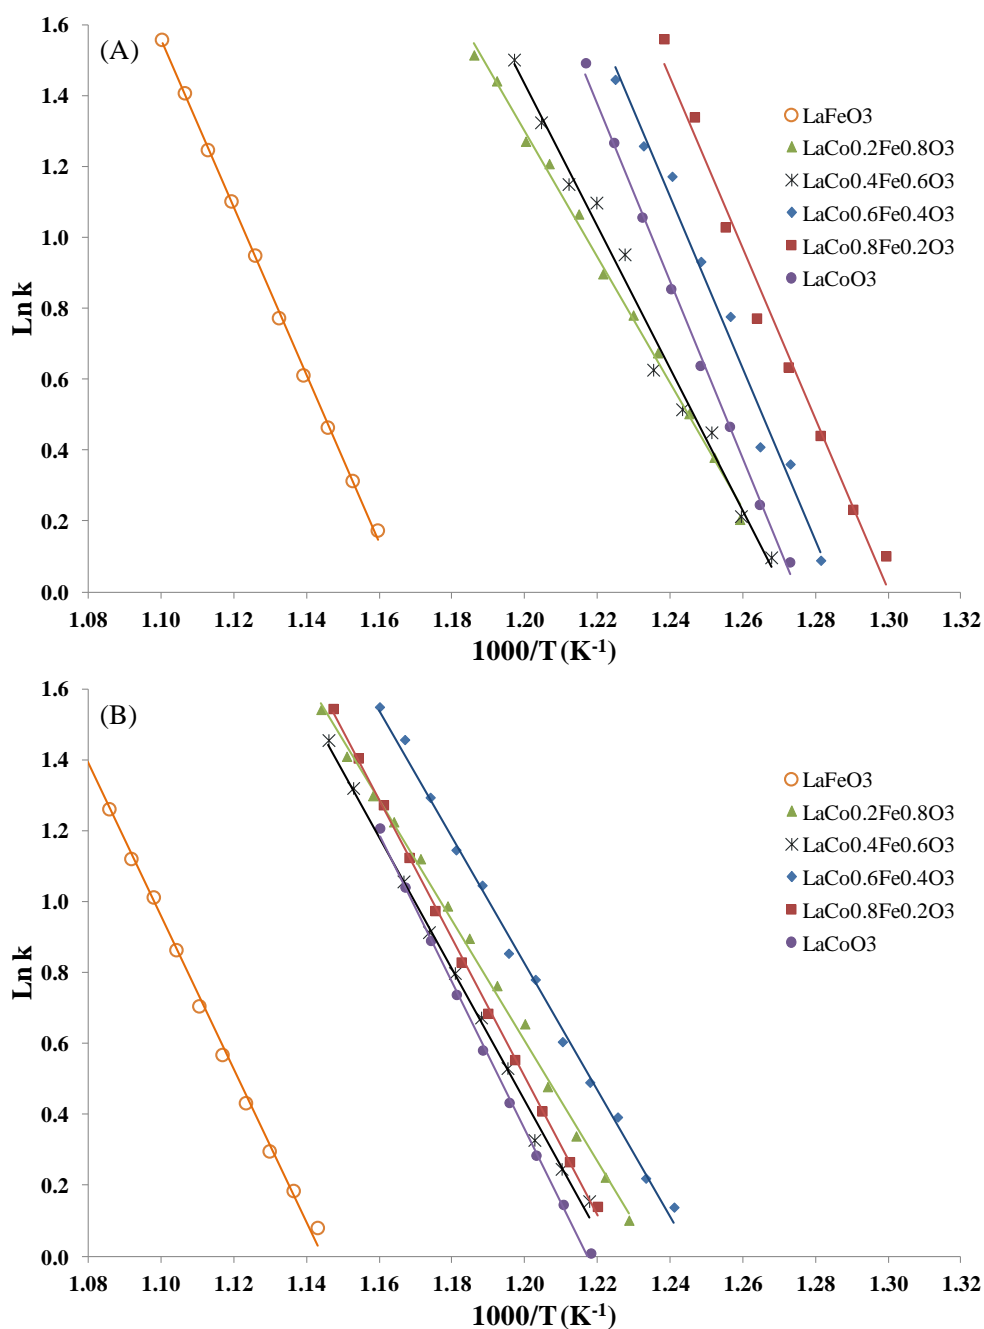 (A)
1.6
1.4
1.2
1.0
0.8
0.6
0.4
0.2
0.0
Ln k
LaFeO3
LaCo0.2Fe0.8O3
LaCo0.4Fe0.6O3
LaCo0.6Fe0.4O3
LaCo0.8Fe0.2O3
LaCoO3
1.08 1.10 1.12 1.14 1.16 1.18 1.20 1.22 1.24 1.26 1.28 1.30 1.32
1000/T (K⁻¹)
(B)
1.6
1.4
1.2
1.0
0.8
0.6
0.4
0.2
0.0
Ln k
LaFeO3
LaCo0.2Fe0.8O3
LaCo0.4Fe0.6O3
LaCo0.6Fe0.4O3
LaCo0.8Fe0.2O3
LaCoO3
1.08 1.10 1.12 1.14 1.16 1.18 1.20 1.22 1.24 1.26 1.28 1.30 1.32
1000/T (K⁻¹)